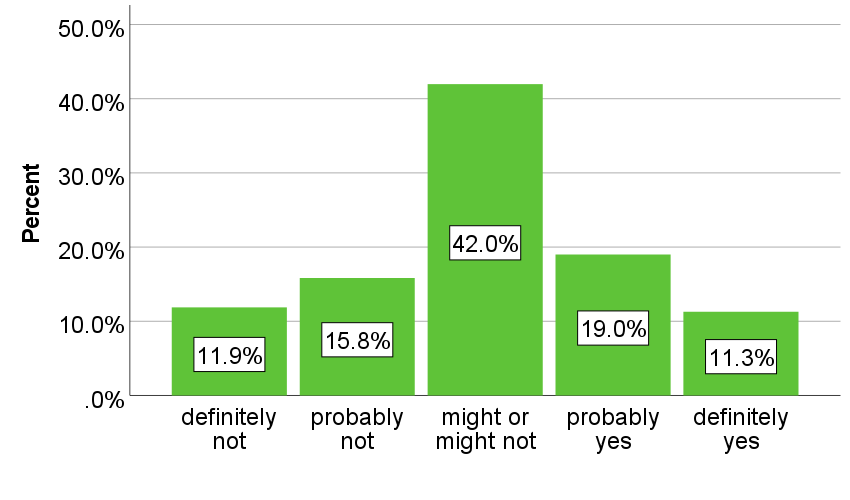 50.0%
40.0%
30.0%
20.0%
10.0%
.0%
Percent
11.9%
15.8%
42.0%
19.0%
11.3%
definitely
not
probably
not
might or
might not
probably
yes
definitely
yes